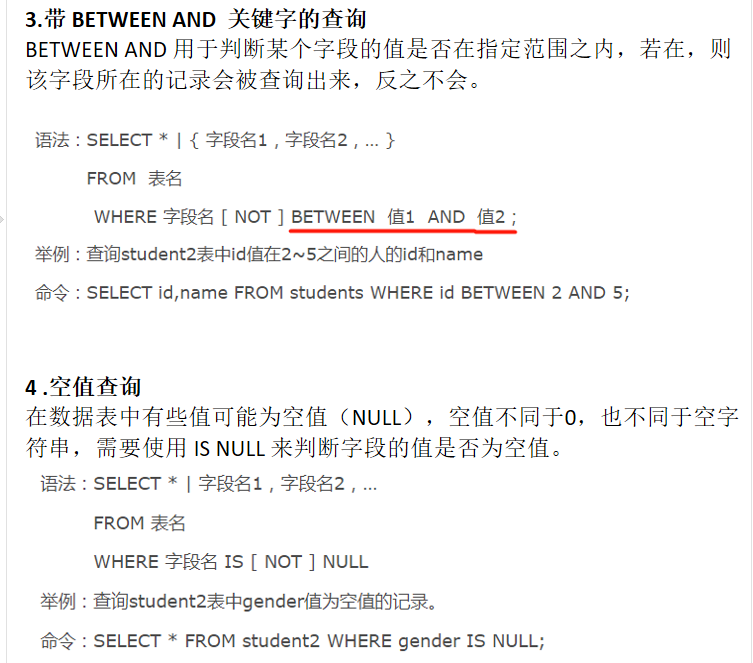 3.带 BETWEEN AND 关键字的查询
BETWEEN AND 用于判断某个字段的值是否在指定范围之内，若在，则
该字段所在的记录会被查询出来，反之不会。
语法：SELECT * | { 字段名1，字段名2，... }
FROM 表名
WHERE 字段名 [ NOT ] BETWEEN 值1 AND 值2；
举例：查询student2表中id值在2~5之间的人的id和name
命令：SELECT id,name FROM students WHERE id BETWEEN 2 AND 5;
4 .空值查询
在数据表中有些值可能为空值（NULL），空值不同于0，也不同于空字
符串，需要使用 IS NULL 来判断字段的值是否为空值。
语法：SELECT * | 字段名1，字段名2，...
FROM 表名
WHERE 字段名 IS [ NOT ] NULL
举例：查询student2表中gender值为空值的记录。
命令：SELECT * FROM student2 WHERE gender IS NULL;